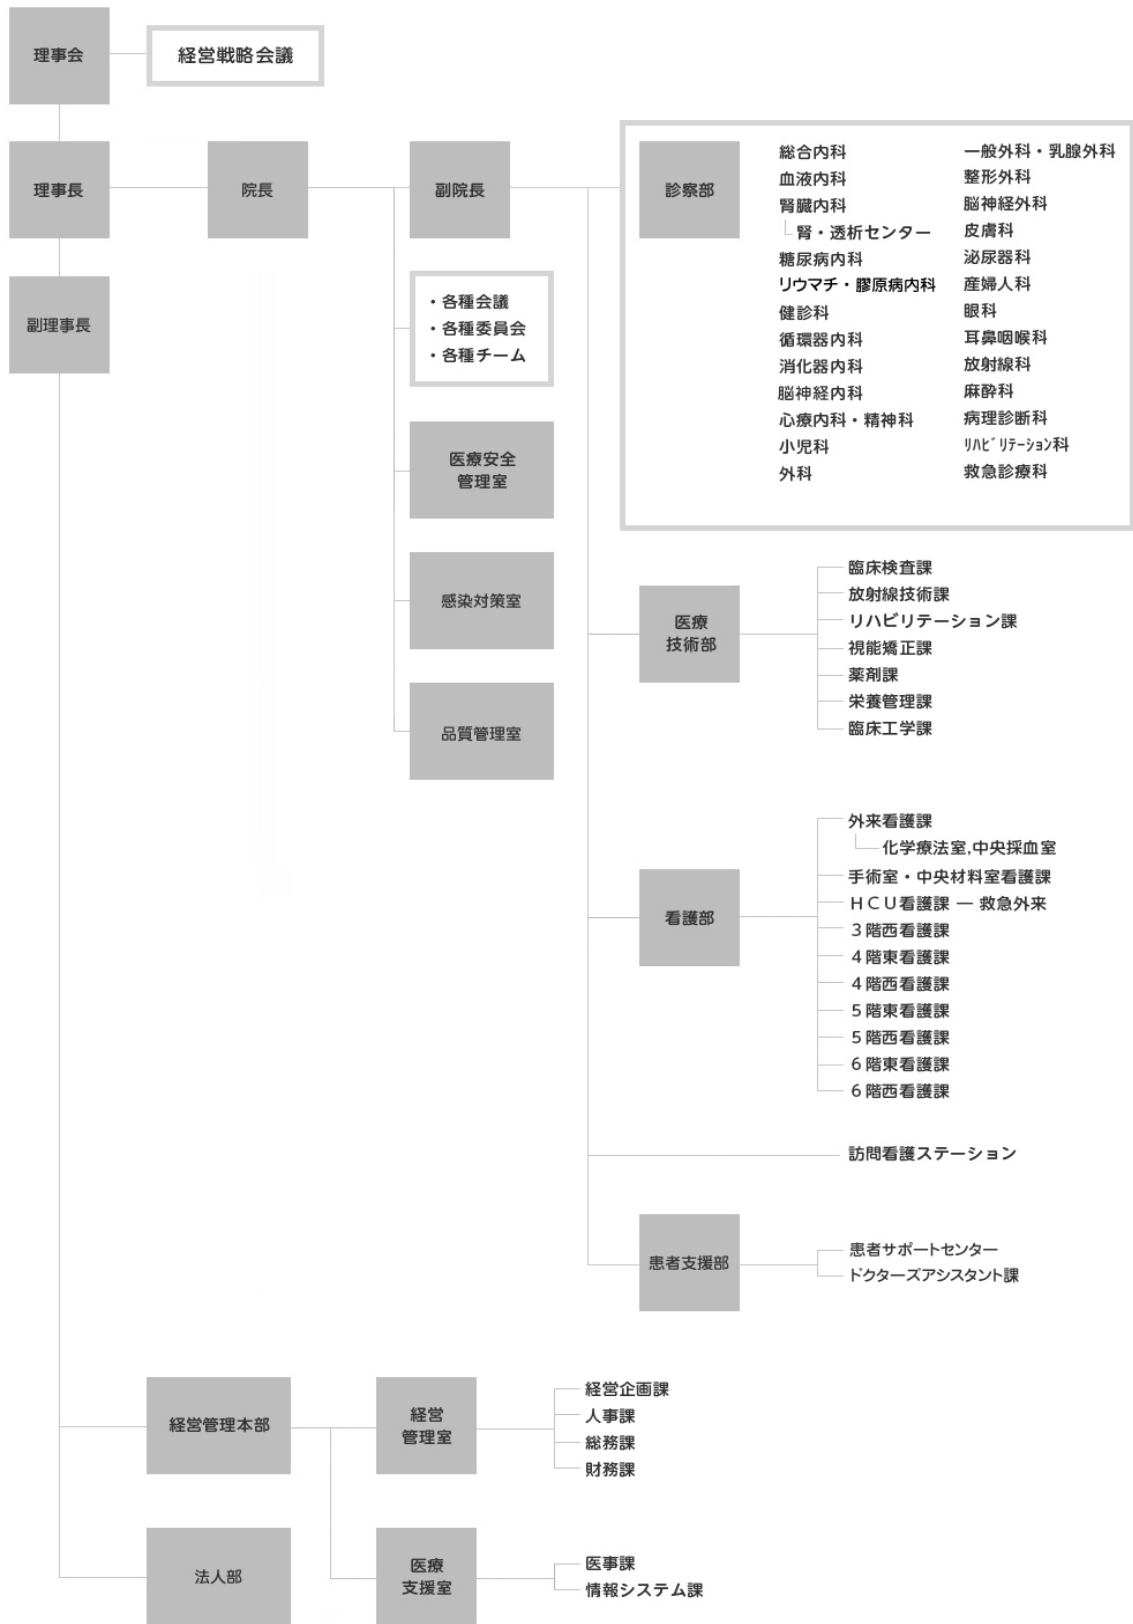 理事会
経営戦略会議
理事長
院長
副院長
診察部
総合内科
血液内科
腎臓内科
腎・透析センター
糖尿病内科
リウマチ・膠原病内科
健診科
循環器内科
消化器内科
脳神経内科
心療内科・精神科
小児科
外科
一般外科・乳腺外科
整形外科
脳神経外科
皮膚科
泌尿器科
産婦人科
眼科
耳鼻咽喉科
放射線科
麻酔科
病理診断科
ﾘﾊﾋﾞﾘﾃｰｼｮﾝ科
救急診療科
副理事長
・各種会議
・各種委員会
・各種チーム
医療安全
管理室
感染対策室
品質管理室
医療
技術部
臨床検査課
放射線技術課
リハビリテーション課
視能矯正課
薬剤課
栄養管理課
臨床工学課
看護部
外来看護課
化学療法室,中央採血室
手術室・中央材料室看護課
ＨＣＵ看護課 ― 救急外来
３階西看護課
４階東看護課
４階西看護課
５階東看護課
５階西看護課
６階東看護課
６階西看護課
訪問看護ステーション
患者支援部
患者サポートセンター
ドクターズアシスタント課
経営管理本部
経営
管理室
経営企画課
人事課
総務課
財務課
法人部
医療
支援室
医事課
情報システム課